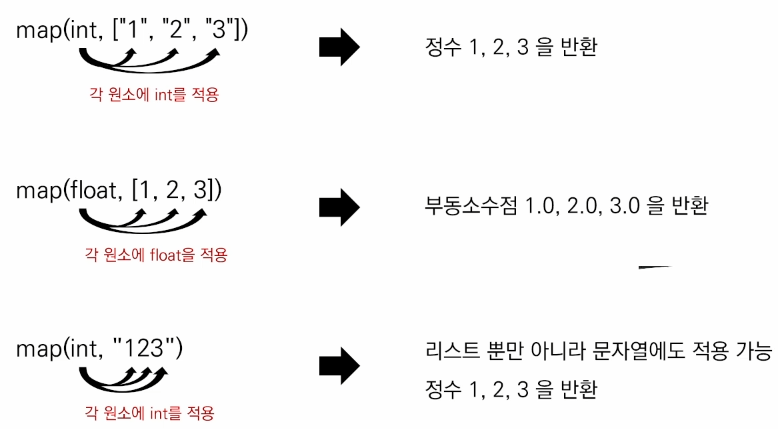 map(int, ["1", "2", "3"])
정수 1, 2, 3 을 반환
각 원소에 int를 적용
map(float, [1, 2, 3])
부동소수점 1.0, 2.0, 3.0 을 반환
각 원소에 float을 적용
map(int, "123")
리스트 뿐만 아니라 문자열에도 적용 가능
정수 1, 2, 3 을 반환
각 원소에 int를 적용